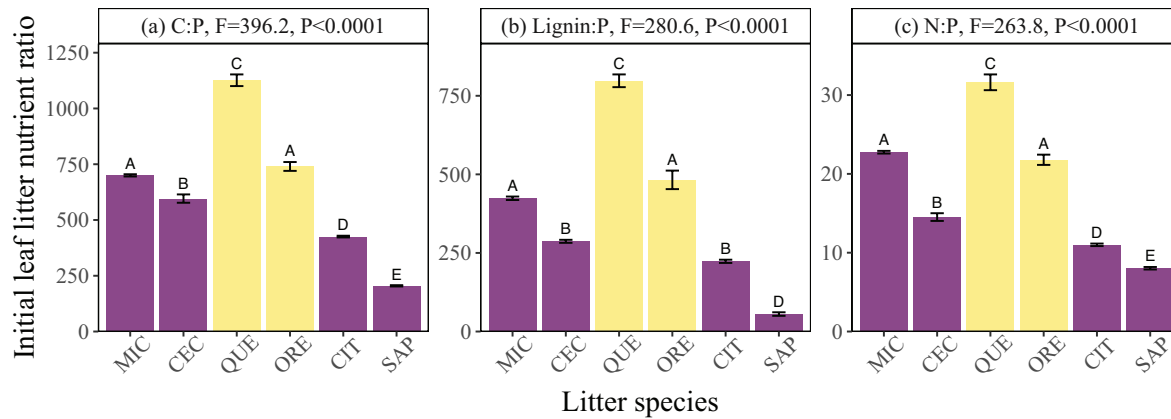 (a) C:P, F=396.2, P<0.0001
(b) Lignin:P, F=280.6, P<0.0001
(c) N:P, F=263.8, P<0.0001
Initial leaf litter nutrient ratio
1250
1000
750
500
250
0
A
B
C
A
D
E
MIC
CEC
QUE
ORE
CIT
SAP
750
500
250
0
A
B
C
A
B
D
MIC
CEC
QUE
ORE
CIT
SAP
30
20
10
0
A
B
C
A
D
E
MIC
CEC
QUE
ORE
CIT
SAP
Litter species